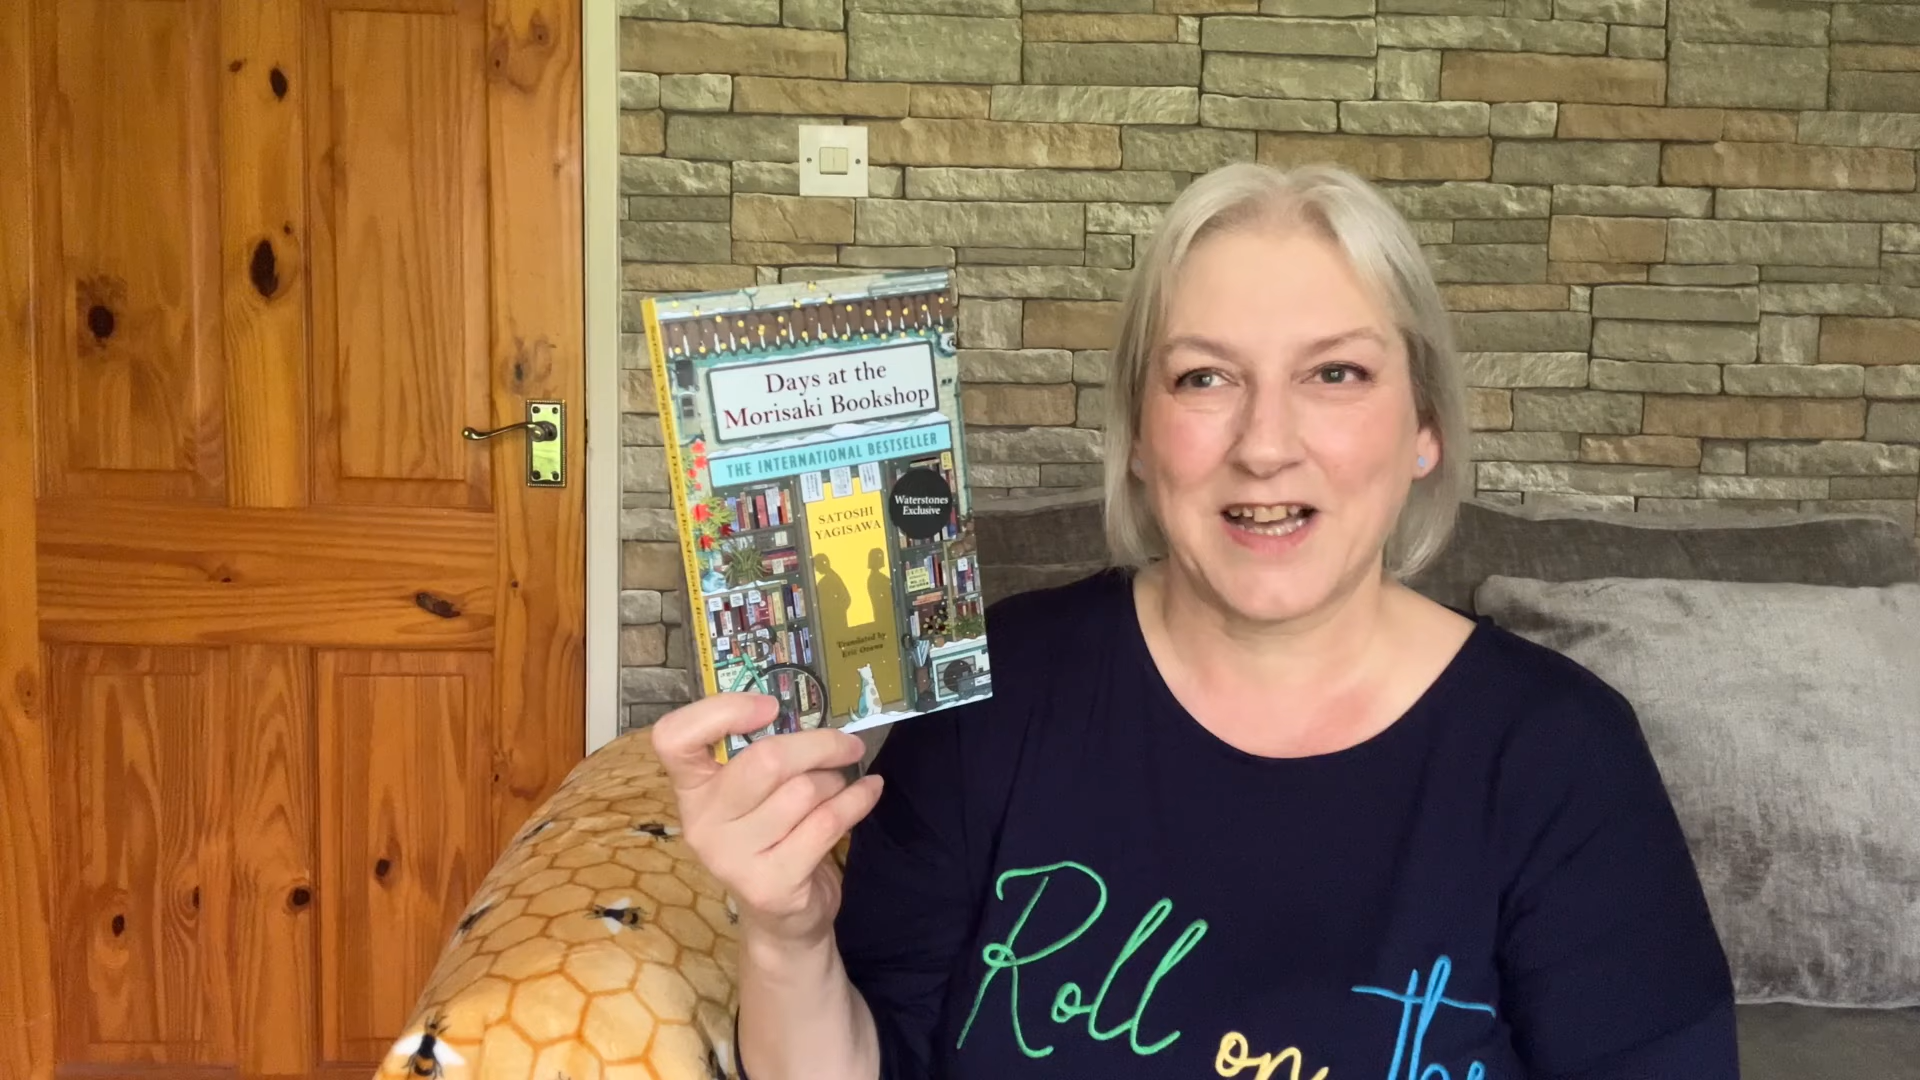 Days at the
Morisaki Bookshop
THE INTERNATIONAL BESTSELLER
Waterstones
Exclusive
SATOSHI
YAGISAWA
Translated by
Eric Ozawa
Roll
on
the